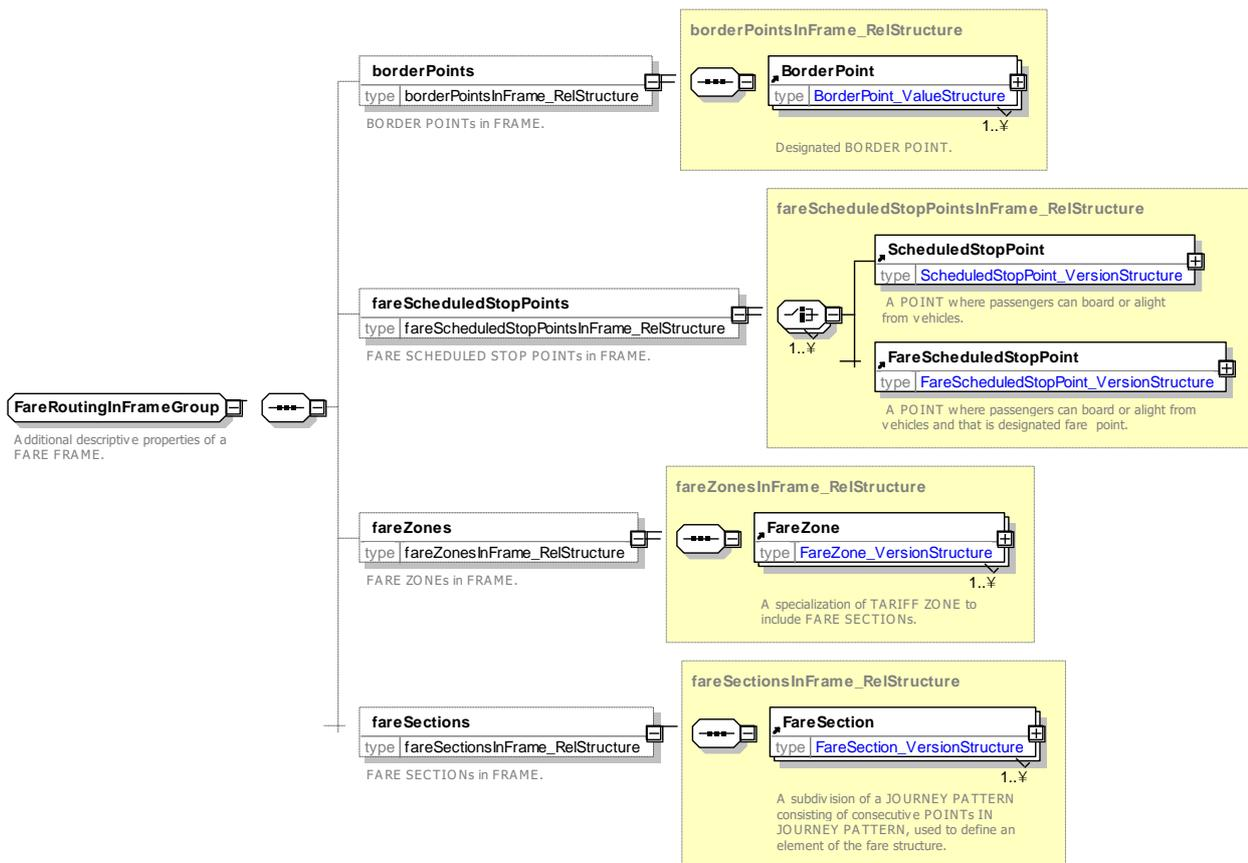 borderPointsInFrame_RelStructure
borderPoints
type borderPointsInFrame_RelStructure
BORDER POINTs in FRAME.
BorderPoint
type BorderPoint_ValueStructure
1..¥
Designated BORDER POINT.
fareScheduledStopPointsInFrame_RelStructure
fareScheduledStopPoints
type fareScheduledStopPointsInFrame_RelStructure
FARE SCHEDULED STOP POINTs in FRAME.
1..¥
ScheduledStopPoint
type ScheduledStopPoint_VersionStructure
A POINT where passengers can board or alight
from vehicles.
FareScheduledStopPoint
type FareScheduledStopPoint_VersionStructure
A POINT where passengers can board or alight from
vehicles and that is designated fare point.
FareRoutingInFrameGroup
Additional descriptive properties of a
FARE FRAME.
fareZonesInFrame_RelStructure
fareZones
type fareZonesInFrame_RelStructure
FARE ZONEs in FRAME.
FareZone
type FareZone_VersionStructure
1..¥
A specialization of TARIFF ZONE to
include FARE SECTIONs.
fareSectionsInFrame_RelStructure
fareSections
type fareSectionsInFrame_RelStructure
FARE SECTIONs in FRAME.
FareSection
type FareSection_VersionStructure
1..¥
A subdivision of a JOURNEY PATTERN
consisting of consecutive POINTs IN
JOURNEY PATTERN, used to define an
element of the fare structure.